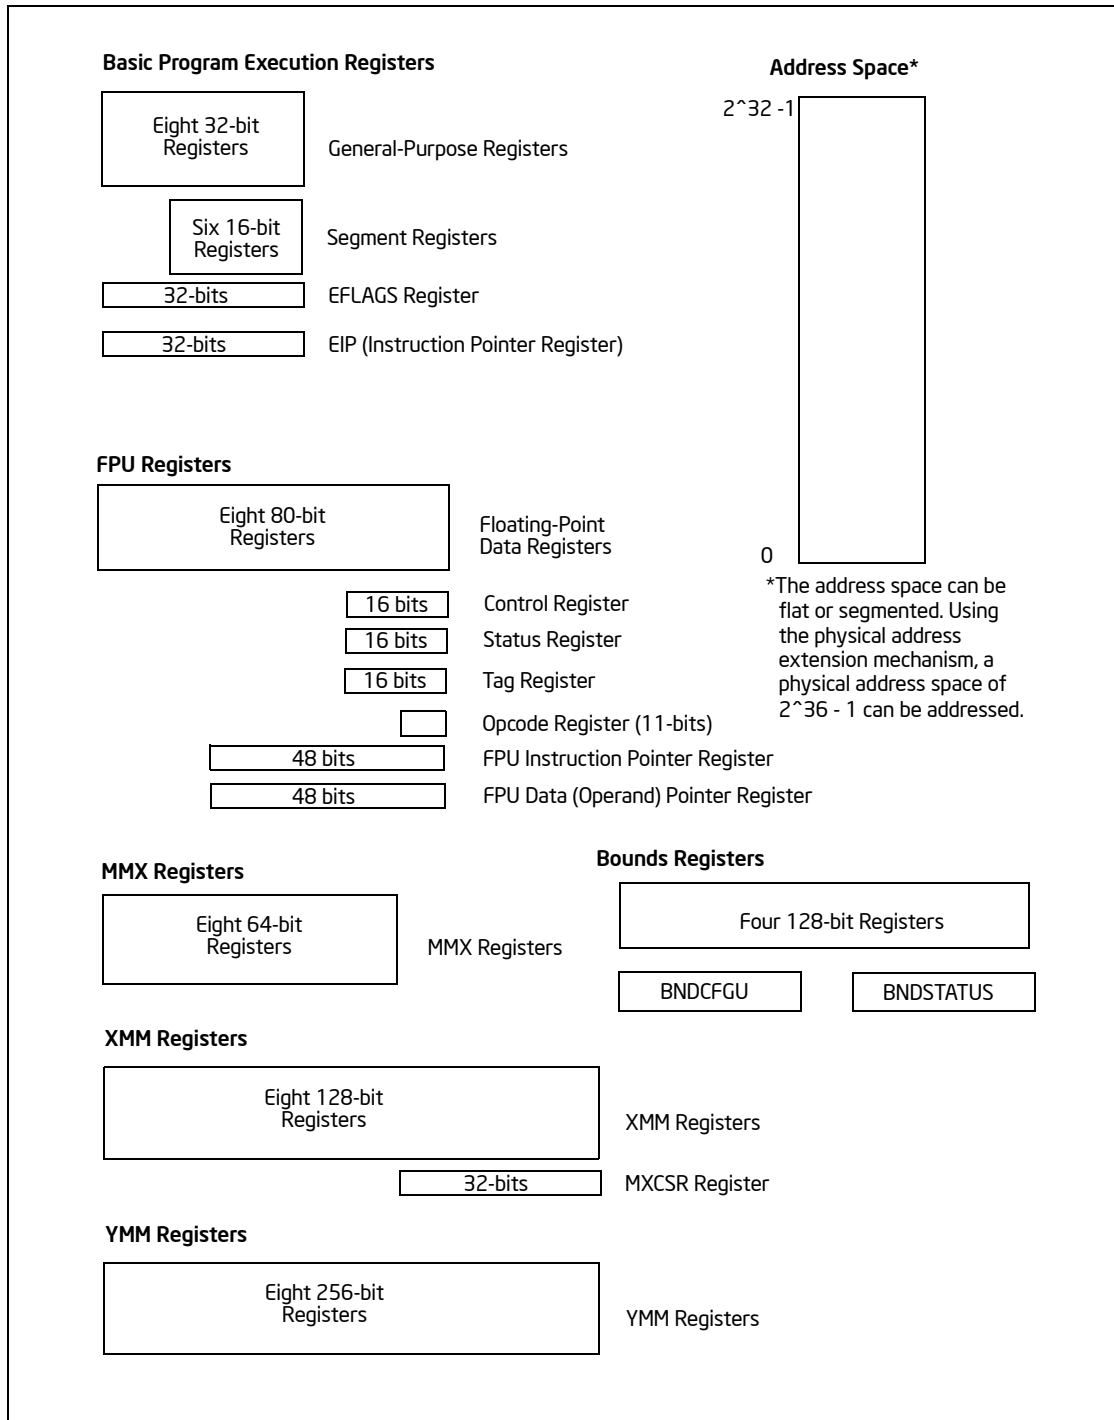 Basic Program Execution Registers
Eight 32-bit
Registers
General-Purpose Registers
Six 16-bit
Registers
Segment Registers
32-bits
EFLAGS Register
32-bits
EIP (Instruction Pointer Register)
Address Space*
2^32 -1
0
*The address space can be
flat or segmented. Using
the physical address
extension mechanism, a
physical address space of
2^36 - 1 can be addressed.
FPU Registers
Eight 80-bit
Registers
Floating-Point
Data Registers
16 bits
Control Register
16 bits
Status Register
16 bits
Tag Register
Opcode Register (11-bits)
48 bits
FPU Instruction Pointer Register
48 bits
FPU Data (Operand) Pointer Register
MMX Registers
Eight 64-bit
Registers
MMX Registers
Bounds Registers
Four 128-bit Registers
BNDCFGU
BNDSTATUS
XMM Registers
Eight 128-bit
Registers
XMM Registers
32-bits
MXCSR Register
YMM Registers
Eight 256-bit
Registers
YMM Registers